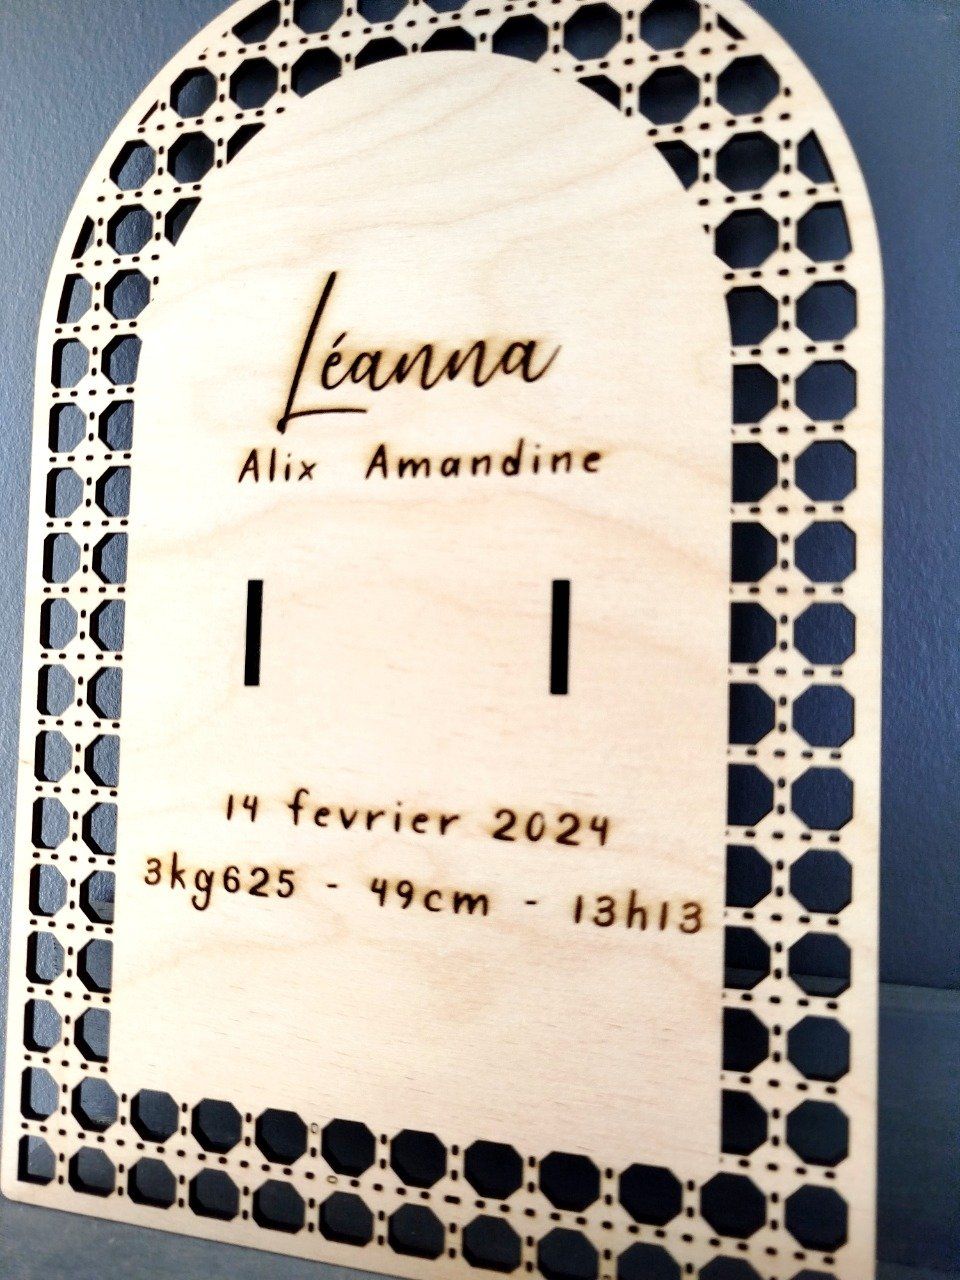 Léanna
Alix Amandine
14 fevrier 2024
3kg625 - 49cm - 13h13